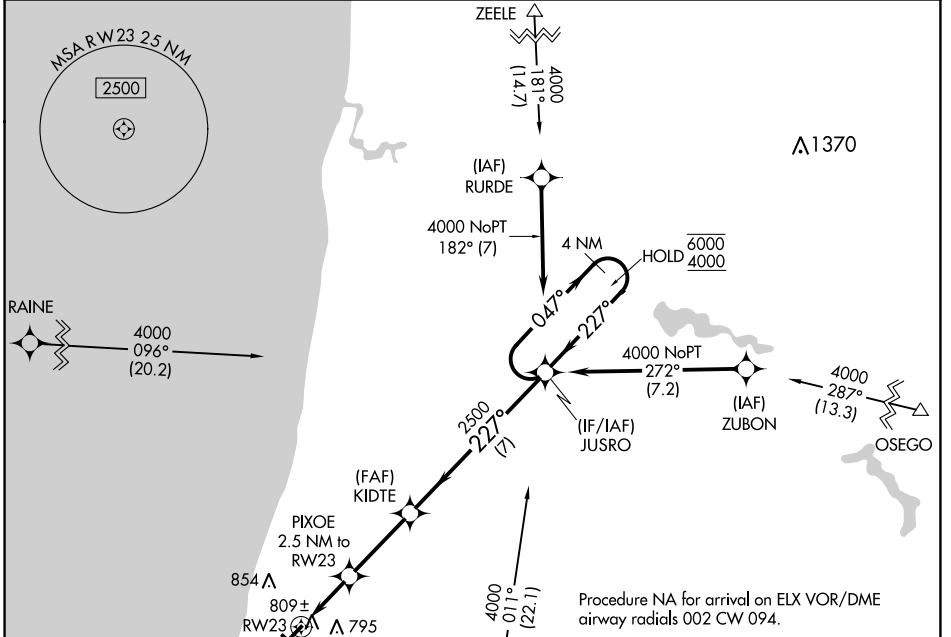 ZEELE
MSA RW23 25 NM
2500
4000
181°
(14.7)
1370
(IAF)
RURDE
4000 NoPT
182° (7)
4 NM
HOLD
6000
4000
047°
227°
RAINE
4000
096°
(20.2)
4000 NoPT
272°
(7.2)
4000
287°
(13.3)
(IAF)
ZUBON
OSEGO
(IF/IAF)
JUSRO
2500
227°
(7)
(FAF)
KIDTE
PIXOE
2.5 NM to
RW23
854
809±
RW23
795
4000
011°
(22.1)
Procedure NA for arrival on ELX VOR/DME
airway radials 002 CW 094.